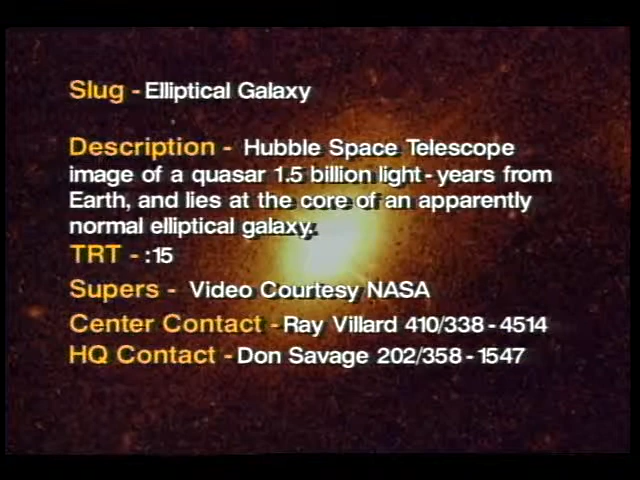 Slug - Elliptical Galaxy
Description - Hubble Space Telescope
image of a quasar 1.5 billion light-years from
Earth, and lies at the core of an apparently
normal elliptical galaxy.
TRT - :15
Supers - Video Courtesy NASA
Center Contact - Ray Villard 410/338-4514
HQ Contact - Don Savage 202/358-1547